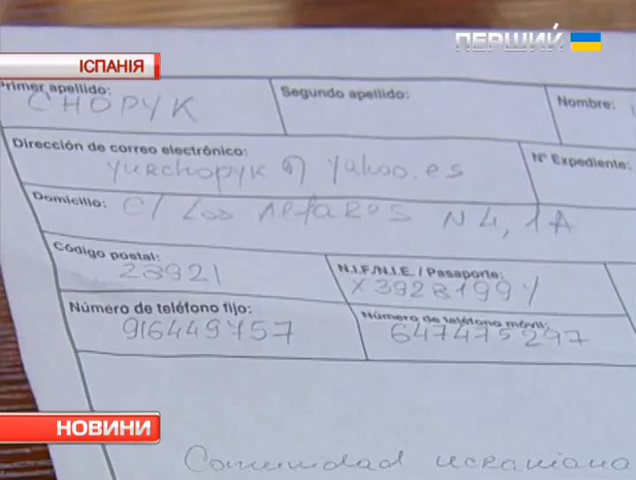 ПЕРШИЙ
ІСПАНІЯ
Primer apellido: Segundo apellido: Nombre:
CHOPYK
Dirección de correo electrónico: Nº Expediente:
yurchopyk @ yahoo.es
Domicilio: C/ Los Alfares N 4, 1A
Código postal: N.I.F./N.I.E. / Pasaporte:
28921 X3928199Y
Número de teléfono fijo: Número de teléfono móvil:
916449757 647475297
НОВИНИ
Comunidad ucraniana